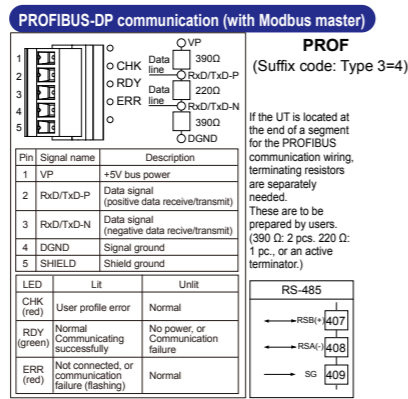 PROFIBUS-DP communication (with Modbus master)
PROF
(Suffix code: Type 3=4)
1
2
3
4
5
CHK
RDY
ERR
VP
390Ω
Data
line
RxD/TxD-P
220Ω
Data
line
RxD/TxD-N
390Ω
DGND
If the UT is located at
the end of a segment
for the PROFIBUS
communication wiring,
terminating resistors
are separately
needed.
These are to be
prepared by users.
(390 Ω: 2 pcs. 220 Ω:
1 pc., or an active
terminator.)
Pin Signal name Description
1 VP +5V bus power
2 RxD/TxD-P Data signal
(positive data receive/transmit)
3 RxD/TxD-N Data signal
(negative data recive/transmit)
4 DGND Signal ground
5 SHIELD Shield ground
LED Lit Unlit
CHK
(red)
User profile error Normal
RDY
(green)
Normal
Communicating
successfully
No power, or
Communication
failure
ERR
(red)
Not connected, or
communication
failure (flashing)
Normal
RS-485
RSB(+) 407
RSA(-) 408
SG 409